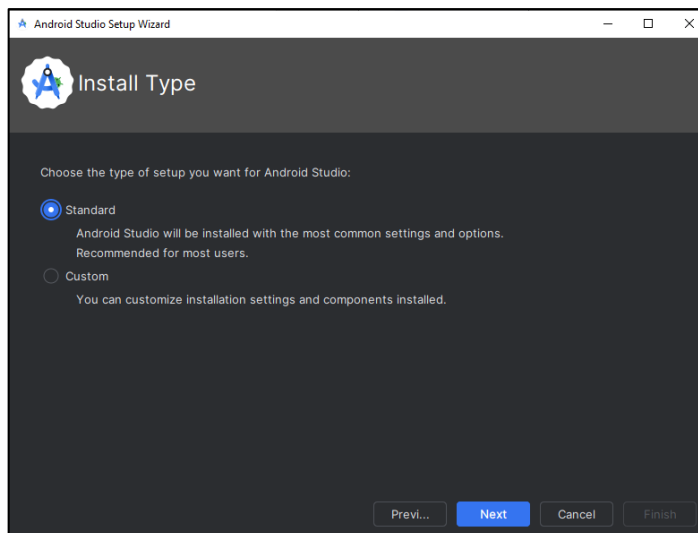 Android Studio Setup Wizard
Install Type
Choose the type of setup you want for Android Studio:
Standard
Android Studio will be installed with the most common settings and options.
Recommended for most users.
Custom
You can customize installation settings and components installed.
Previ... Next Cancel Finish